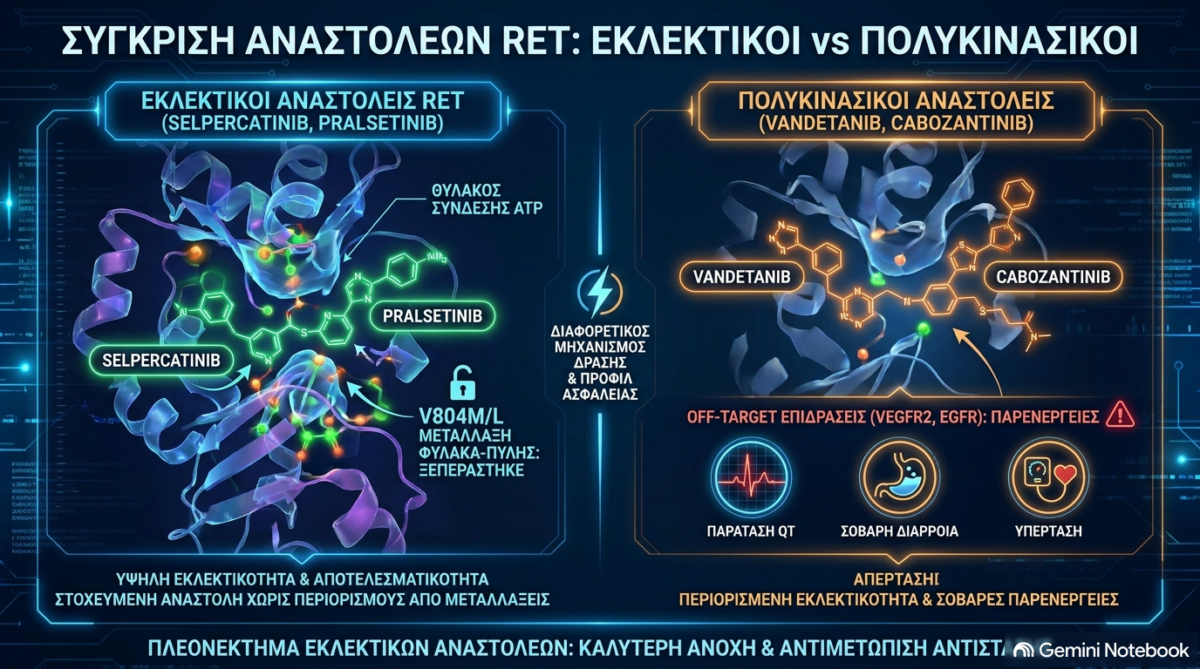 ΣΥΓΚΡΙΣΗ ΑΝΑΣΤΟΛΕΩΝ RET: ΕΚΛΕΚΤΙΚΟΙ vs ΠΟΛΥΚΙΝΑΣΙΚΟΙ
ΕΚΛΕΚΤΙΚΟΙ ΑΝΑΣΤΟΛΕΙΣ RET
(SELPERCATINIB, PRALSETINIB)
ΘΥΛΑΚΟΣ
ΣΥΝΔΕΣΗΣ ATP
PRALSETINIB
SELPERCATINIB
V804M/L
ΜΕΤΑΛΛΑΞΗ
ΦΥΛΑΚΑ-ΠΥΛΗΣ:
ΞΕΠΕΡΑΣΤΗΚΕ
ΥΨΗΛΗ ΕΚΛΕΚΤΙΚΟΤΗΤΑ & ΑΠΟΤΕΛΕΣΜΑΤΙΚΟΤΗΤΑ
ΣΤΟΧΕΥΜΕΝΗ ΑΝΑΣΤΟΛΗ ΧΩΡΙΣ ΠΕΡΙΟΡΙΣΜΟΥΣ ΑΠΟ ΜΕΤΑΛΛΑΞΕΙΣ
ΔΙΑΦΟΡΕΤΙΚΟΣ
ΜΗΧΑΝΙΣΜΟΣ
ΔΡΑΣΗΣ
& ΠΡΟΦΙΛ
ΑΣΦΑΛΕΙΑΣ
ΠΟΛΥΚΙΝΑΣΙΚΟΙ ΑΝΑΣΤΟΛΕΙΣ
(VANDETANIB, CABOZANTINIB)
VANDETANIB
CABOZANTINIB
OFF-TARGET ΕΠΙΔΡΑΣΕΙΣ (VEGFR2, EGFR): ΠΑΡΕΝΕΡΓΕΙΕΣ
ΠΑΡΑΤΑΣΗ QT
ΣΟΒΑΡΗ ΔΙΑΡΡΟΙΑ
ΥΠΕΡΤΑΣΗ
ΑΠΕΡΤΑΣΗ!
ΠΕΡΙΟΡΙΣΜΕΝΗ ΕΚΛΕΚΤΙΚΟΤΗΤΑ & ΣΟΒΑΡΕΣ ΠΑΡΕΝΕΡΓΕΙΕΣ
ΠΛΕΟΝΕΚΤΗΜΑ ΕΚΛΕΚΤΙΚΩΝ ΑΝΑΣΤΟΛΕΩΝ: ΚΑΛΥΤΕΡΗ ΑΝΟΧΗ & ΑΝΤΙΜΕΤΩΠΙΣΗ
Gemini Notebook